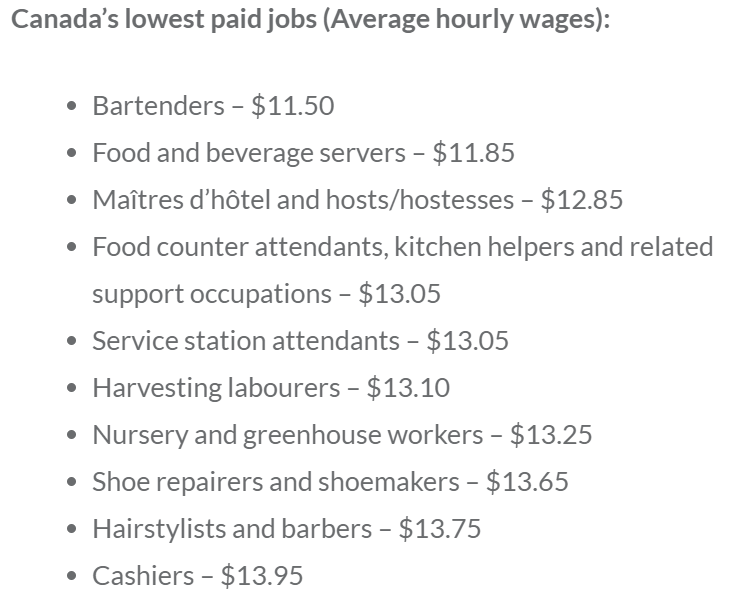 Canada’s lowest paid jobs (Average hourly wages):
• Bartenders – $11.50
• Food and beverage servers – $11.85
• Maîtres d’hôtel and hosts/hostesses – $12.85
• Food counter attendants, kitchen helpers and related
support occupations – $13.05
• Service station attendants – $13.05
• Harvesting labourers – $13.10
• Nursery and greenhouse workers – $13.25
• Shoe repairers and shoemakers – $13.65
• Hairstylists and barbers – $13.75
• Cashiers – $13.95